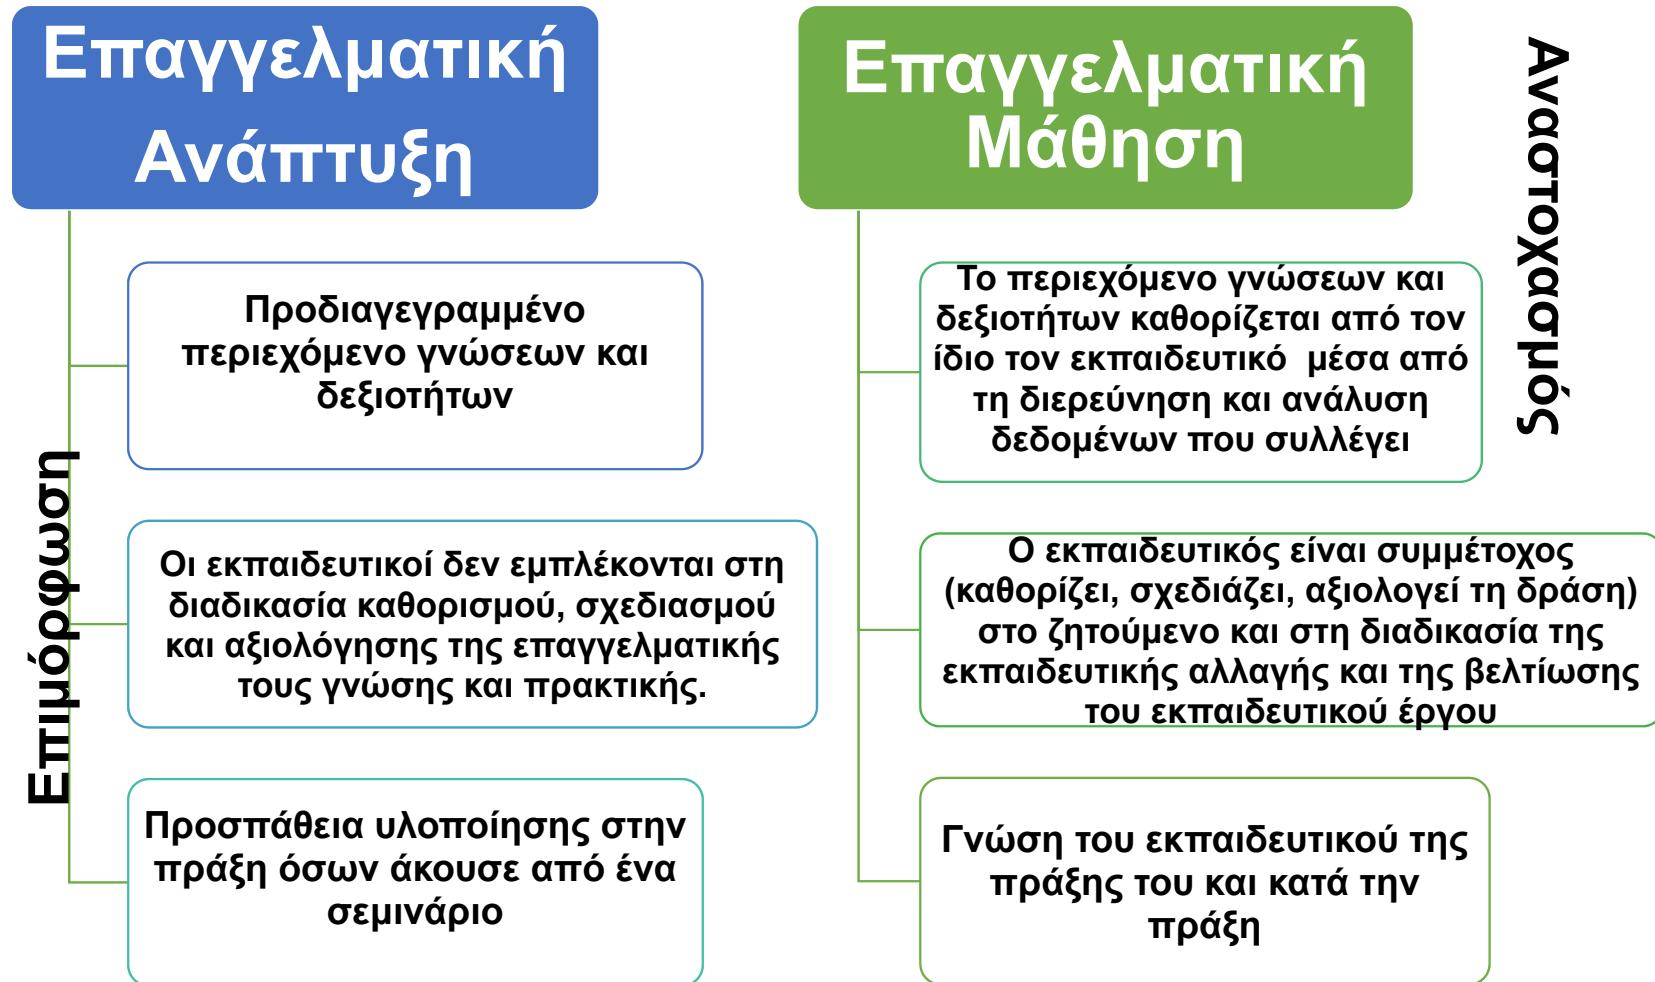 Επαγγελματική
Ανάπτυξη
Επιμόρφωση
Προδιαγεγραμμένο
περιεχόμενο γνώσεων και
δεξιοτήτων
Οι εκπαιδευτικοί δεν εμπλέκονται στη
διαδικασία καθορισμού, σχεδιασμού
και αξιολόγησης της επαγγελματικής
τους γνώσης και πρακτικής.
Προσπάθεια υλοποίησης στην
πράξη όσων άκουσε από ένα
σεμινάριο
Επαγγελματική
Μάθηση
Αναστοχασμός
Το περιεχόμενο γνώσεων και
δεξιοτήτων καθορίζεται από τον
ίδιο τον εκπαιδευτικό  μέσα από
τη διερεύνηση και ανάλυση
δεδομένων που συλλέγει
Ο εκπαιδευτικός είναι συμμέτοχος
(καθορίζει, σχεδιάζει, αξιολογεί τη δράση)
στο ζητούμενο και στη διαδικασία της
εκπαιδευτικής αλλαγής και της βελτίωσης
του εκπαιδευτικού έργου
Γνώση του εκπαιδευτικού της
πράξης του και κατά την
πράξη